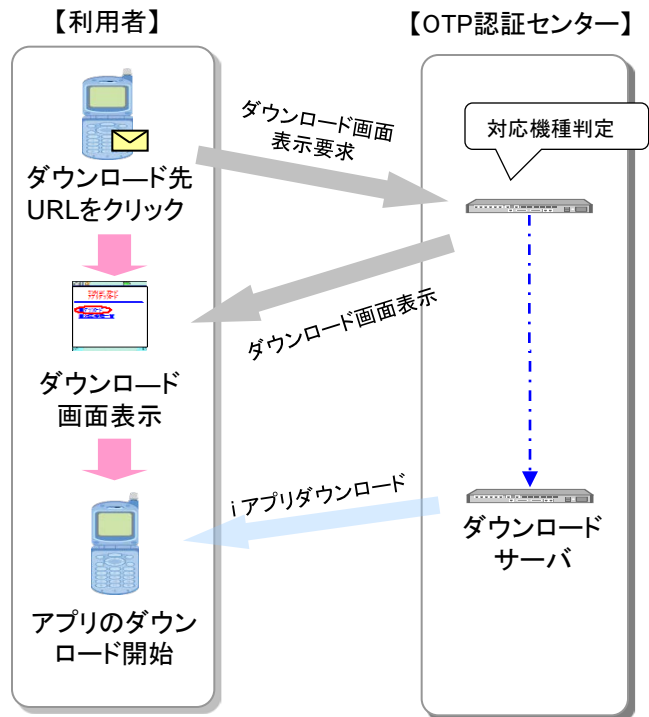 【利用者】
【OTP認証センター】
ダウンロード画面
表示要求
対応機種判定
ダウンロード先
URLをクリック
ダウンロード画面表示
ダウンロード
画面表示
iアプリダウンロード
ダウンロード
サーバ
アプリのダウン
ロード開始